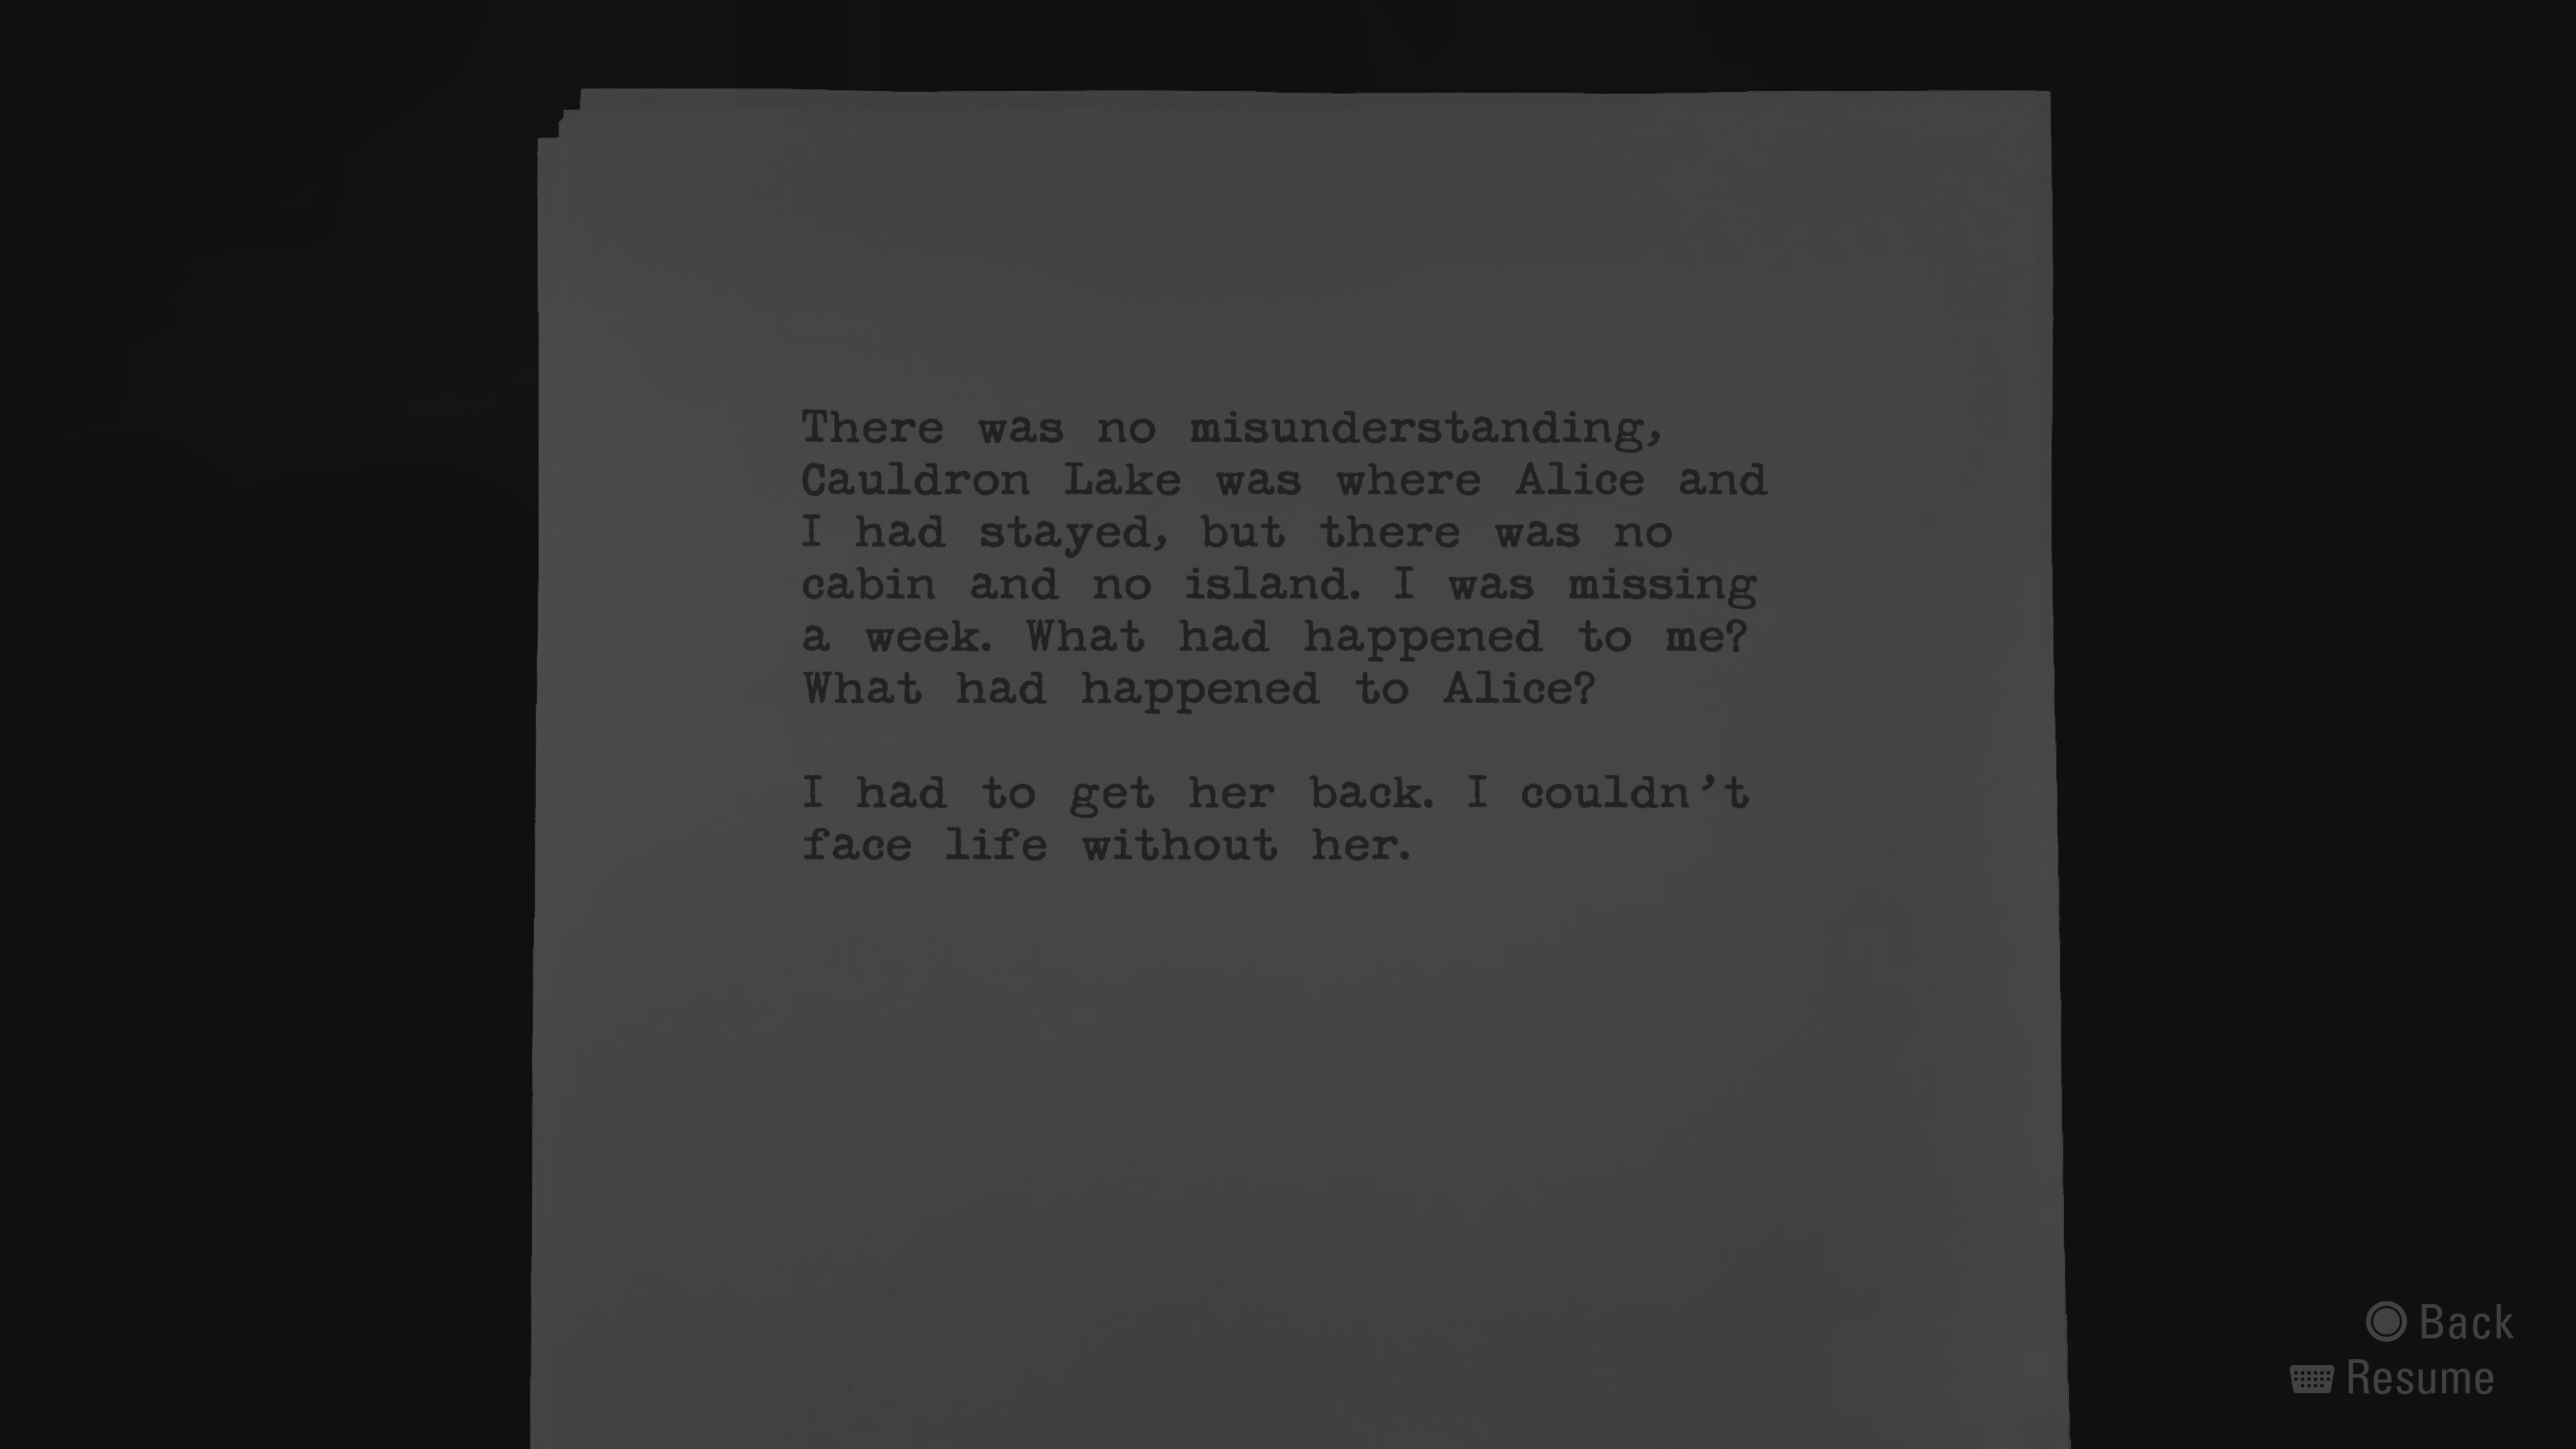 There was no misunderstanding,
Cauldron Lake was where Alice and
I had stayed, but there was no
cabin and no island. I was missing
a week. What had happened to me?
What had happened to Alice?
I had to get her back. I couldn't
face life without her.
Back
Resume